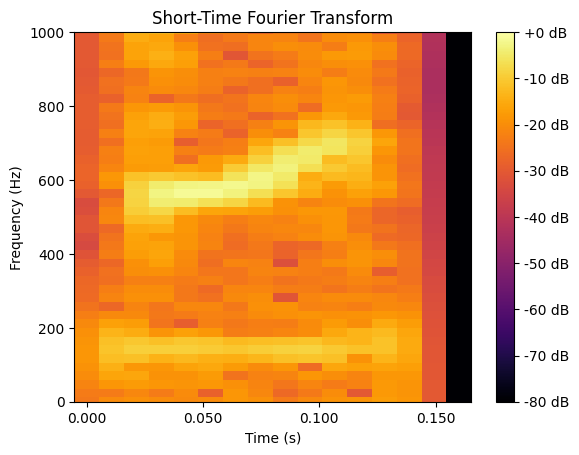 Short-Time Fourier Transform
Frequency (Hz)
1000
800
600
400
200
0
0.000
0.050
0.100
0.150
Time (s)
+0 dB
-10 dB
-20 dB
-30 dB
-40 dB
-50 dB
-60 dB
-70 dB
-80 dB